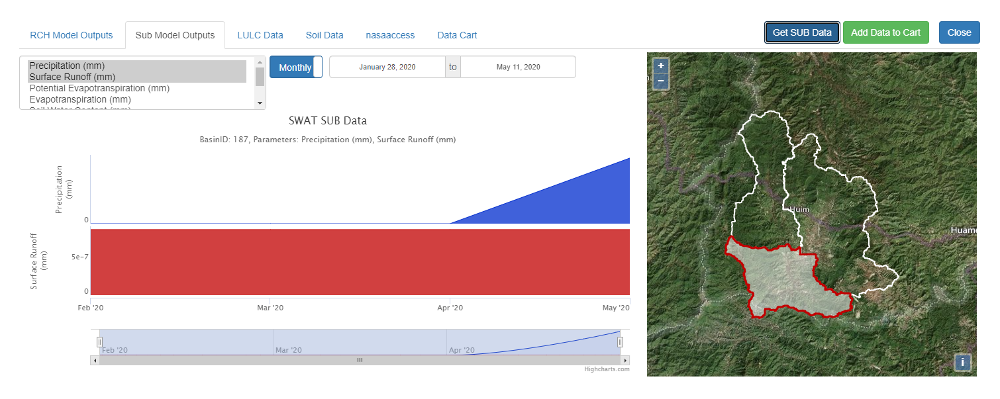 RCH Model Outputs
Sub Model Outputs
LULC Data
Soil Data
nasaaccess
Data Cart
Get SUB Data
Add Data to Cart
Close
Precipitation (mm)
Surface Runoff (mm)
Potential Evapotranspiration (mm)
Evapotranspiration (mm)
Soil Water Content (mm)
Monthly
January 28, 2020
to
May 11, 2020
+
−
SWAT SUB Data
BasinID: 187, Parameters: Precipitation (mm), Surface Runoff (mm)
Precipitation
(mm)
0
Surface Runoff
(mm)
5e-7
0
Feb '20
Mar '20
Apr '20
May '20
Feb '20
Mar '20
Apr '20
Highcharts.com
Huim
Huame
i